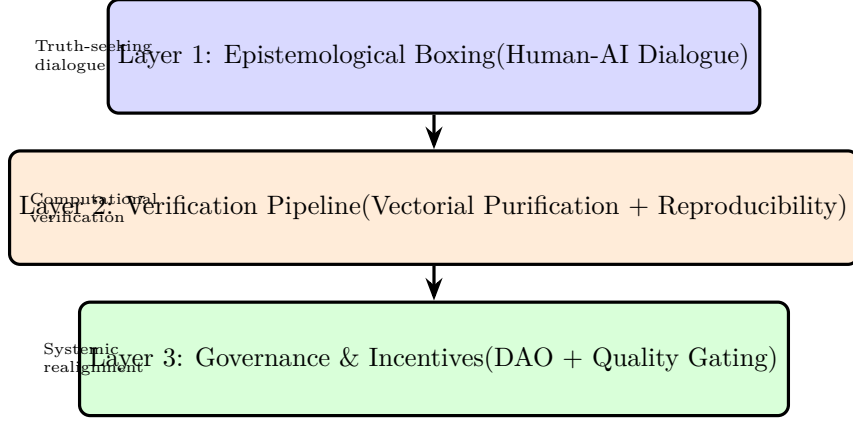 Truth-seeking
dialogue
Layer 1: Epistemological Boxing(Human-AI Dialogue)
Computational
verification
Layer 2: Verification Pipeline(Vectorial Purification + Reproducibility)
Systemic
realignment
Layer 3: Governance & Incentives(DAO + Quality Gating)